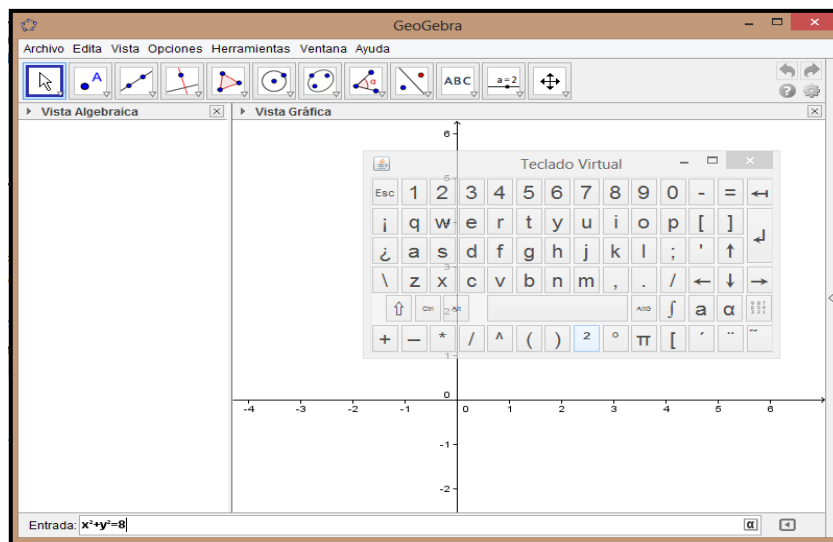 GeoGebra
Archivo Edita Vista Opciones Herramientas Ventana Ayuda
A
α
ABC
a=2
Vista Algebraica
Vista Gráfica
Teclado Virtual
Esc 1 2 3 4 5 6 7 8 9 0 - =
¡ q w e r t y u i o p [ ]
¿ a s d f g h j k l ; ' ↑
\ z x c v b n m , . / ← ↓ →
⇧ Ctrl Alt AltG ∫ a α
+ – * / ^ ( ) ² ° π [ ´ ¨ ~
6
5
3
2
1
0
-4 -3 -2 -1 0 1 2 3 4 5 6
-1
-2
Entrada: x²+y²=8 α